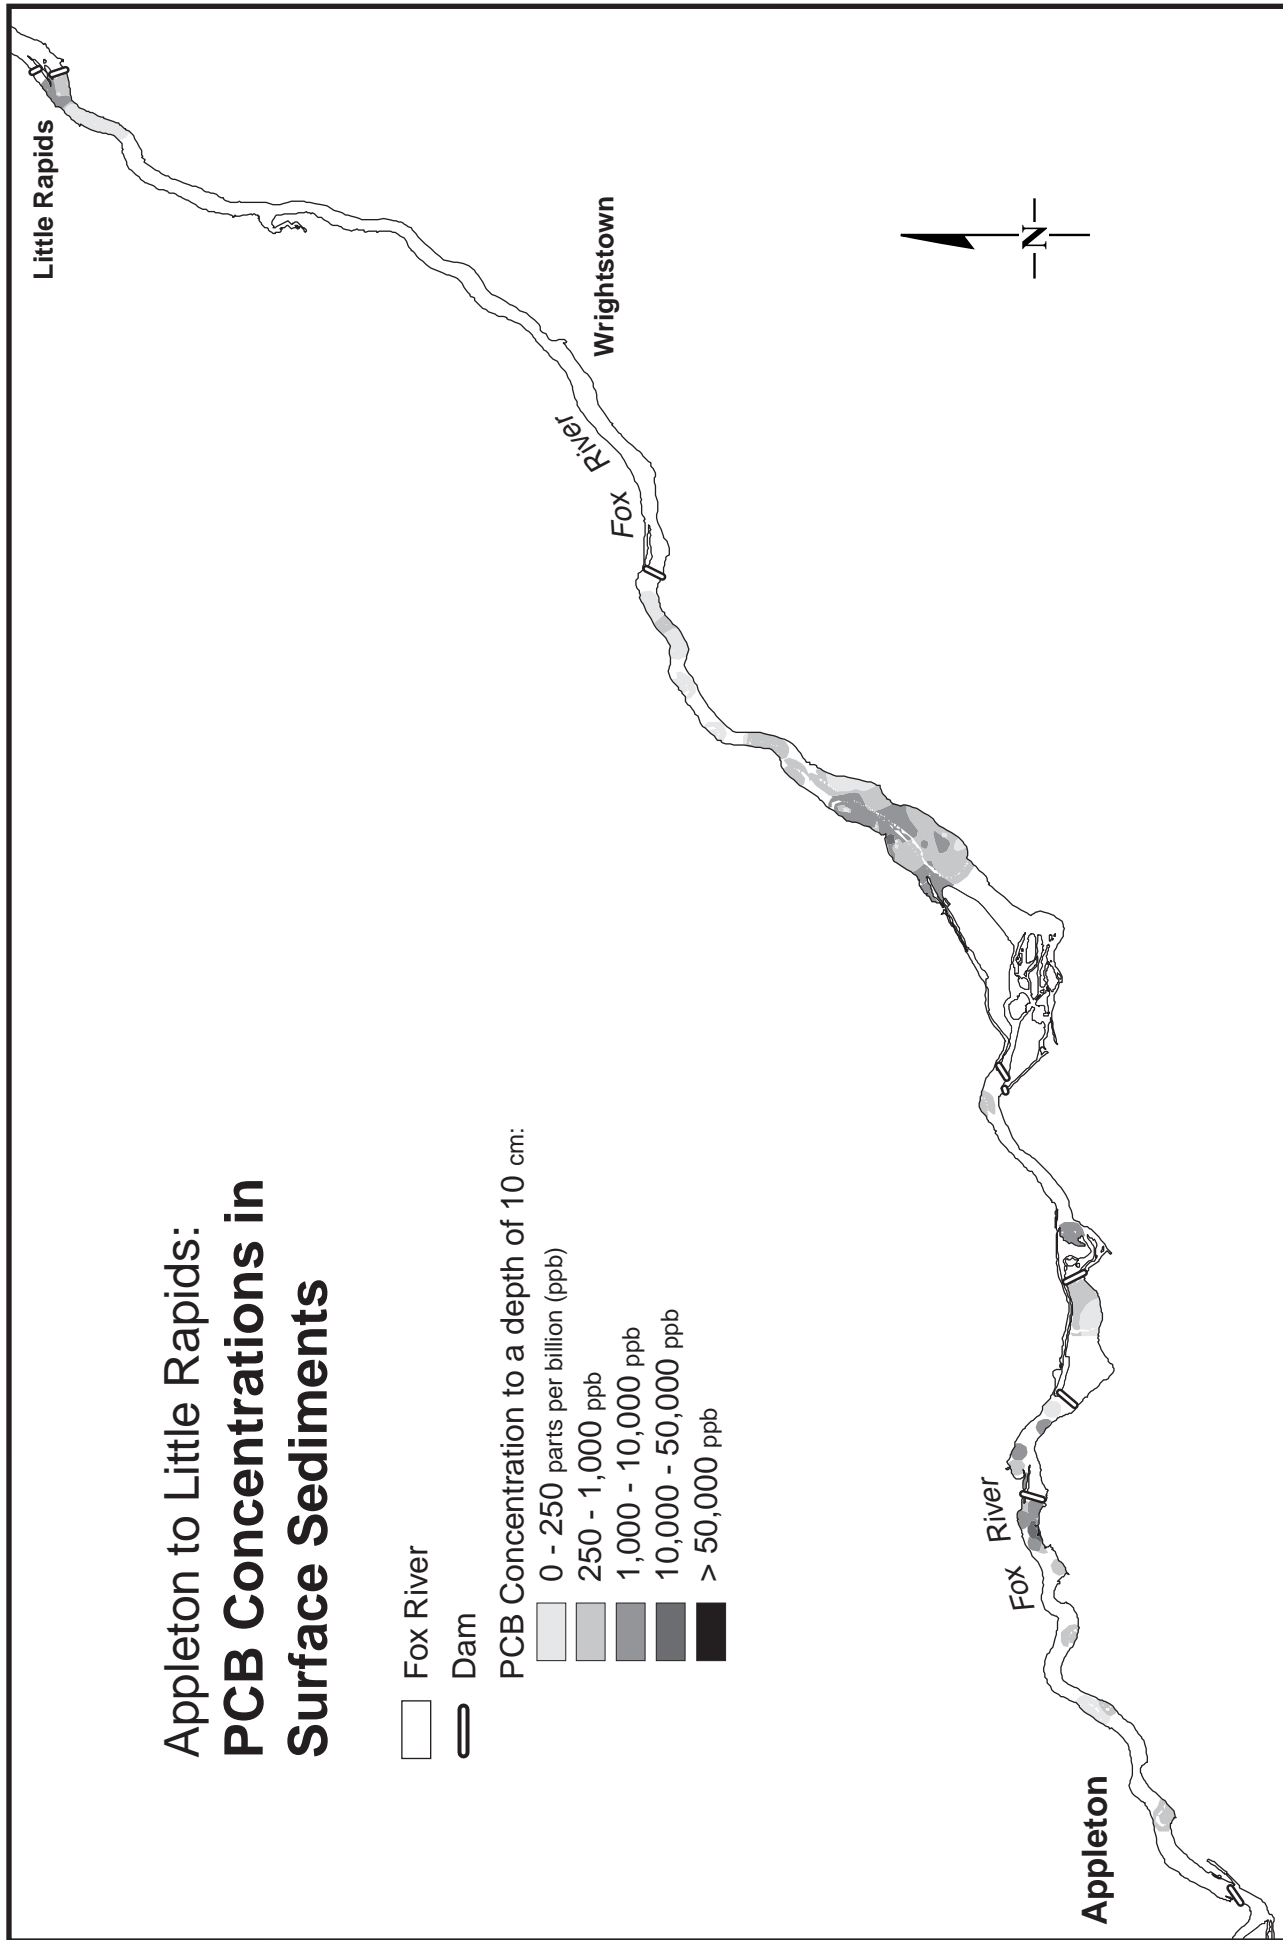 Appleton to Little Rapids:
PCB Concentrations in
Surface Sediments
Fox River
Dam
PCB Concentration to a depth of 10 cm:
0 - 250 parts per billion (ppb)
250 - 1,000 ppb
1,000 - 10,000 ppb
10,000 - 50,000 ppb
> 50,000 ppb
Little Rapids
Wrightstown
Fox River
N
Fox River
Appleton